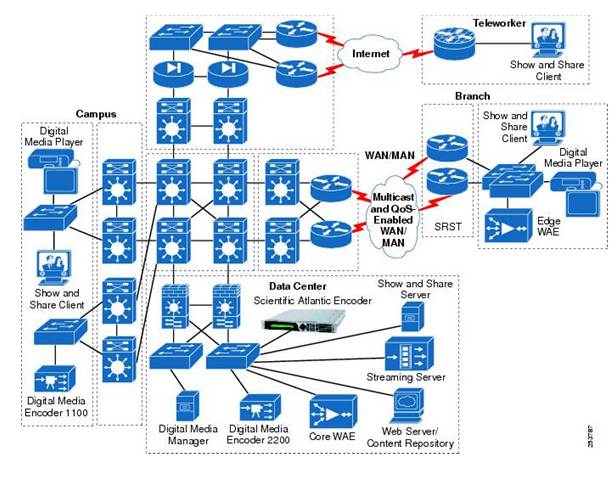 Teleworker
Internet
Show and Share
Client
Branch
Campus
Digital
Media Player
Show and
Share
Client
Digital
Media Player
WAN/MAN
Multicast
and QoS-
Enabled
WAN/
MAN
SRST
Edge
WAE
Show and
Share Client
Data Center
Scientific Atlantic Encoder
Show and Share
Server
Streaming Server
Digital Media
Encoder 1100
Digital Media
Manager
Digital Media
Encoder 2200
Core WAE
Web Server/
Content Repository